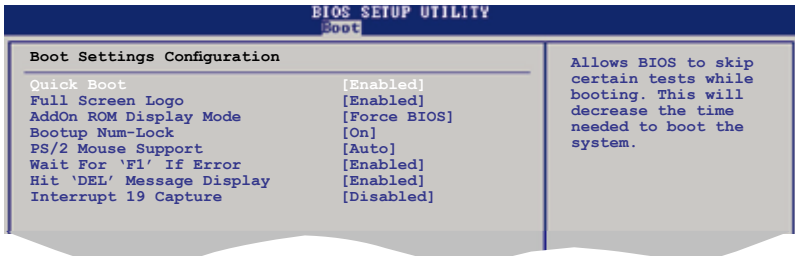 BIOS SETUP UTILITY
Boot
Boot Settings Configuration
Quick Boot [Enabled]
Full Screen Logo [Enabled]
AddOn ROM Display Mode [Force BIOS]
Bootup Num-Lock [On]
PS/2 Mouse Support [Auto]
Wait For ‘F1’ If Error [Enabled]
Hit ‘DEL’ Message Display [Enabled]
Interrupt 19 Capture [Disabled]
Allows BIOS to skip
certain tests while
booting. This will
decrease the time
needed to boot the
system.